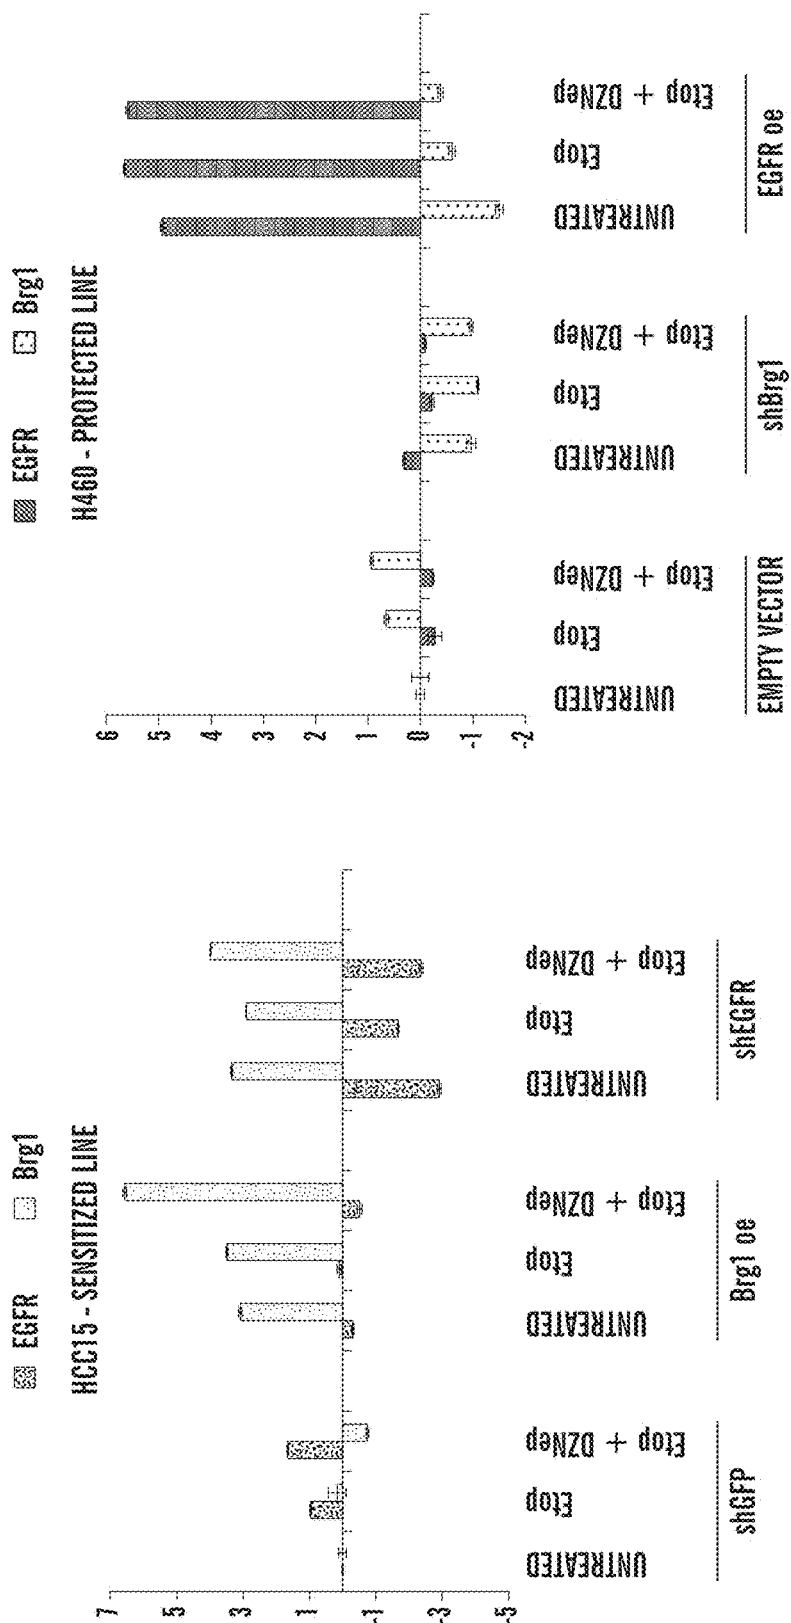 EGFR Brg1
HCC15 - SENSITIZED LINE
7
5
3
1
-1
-3
-5
UNTREATED
Etop
Etop + DZNep
UNTREATED
Etop
Etop + DZNep
UNTREATED
Etop
Etop + DZNep
shGFP
Brg1 oe
shEGFR
EGFR Brg1
H460 - PROTECTED LINE
6
5
4
3
2
1
0
-1
-2
UNTREATED
Etop
Etop + DZNep
UNTREATED
Etop
Etop + DZNep
UNTREATED
Etop
Etop + DZNep
EMPTY VECTOR
shBrg1
EGFR oe